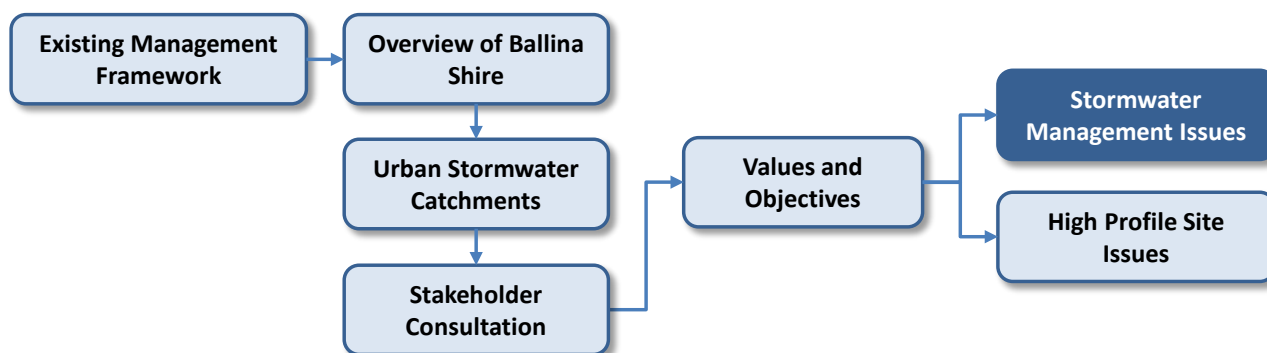 Existing Management
Framework
Overview of Ballina
Shire
Urban Stormwater
Catchments
Stakeholder
Consultation
Values and
Objectives
Stormwater
Management Issues
High Profile Site
Issues